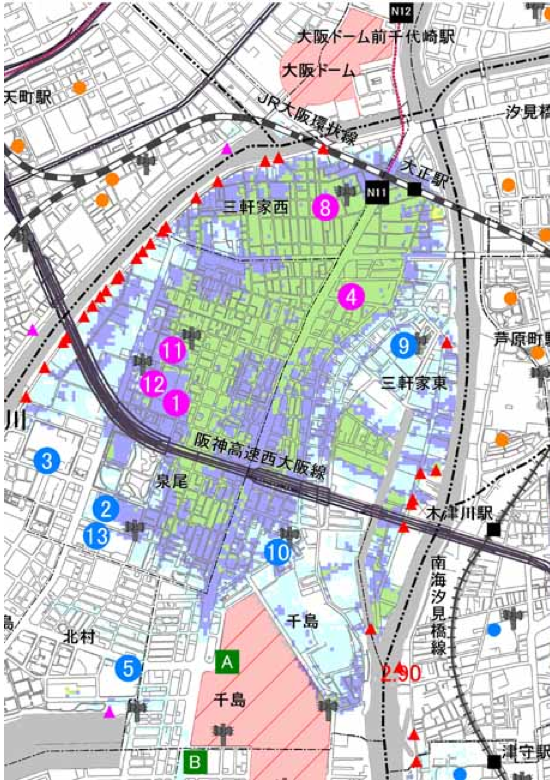 N12
大阪ドーム前千代崎駅
大阪ドーム
天町駅
JR大阪環状線
汐見橋
大正駅
N11
三軒家西
8
4
芦原町駅
9
11
三軒家東
12
1
川
阪神高速西大阪線
3
泉尾
2
木津川駅
13
10
南海汐見橋線
千島
島
北村
A
5
2.90
千島
B
津守駅